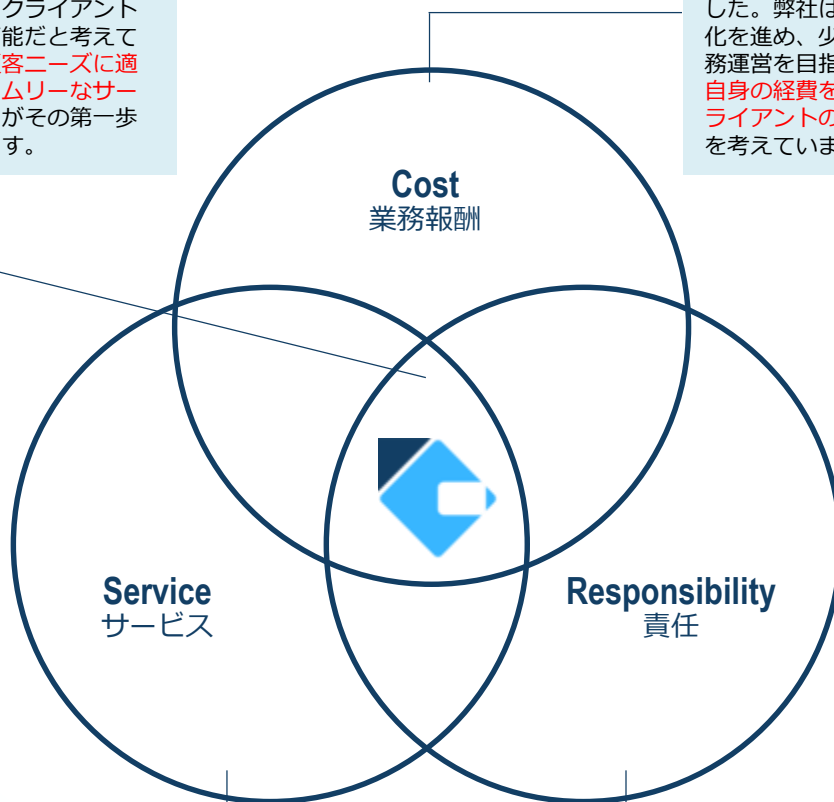 クライアント
能だと考えて
客ニーズに適
ムリーなサー
がその第一歩
す。
した。弊社は
化を進め、少
務運営を目指
自身の経費を
ライアントの
を考えていま
Cost
業務報酬
Service
サービス
Responsibility
責任